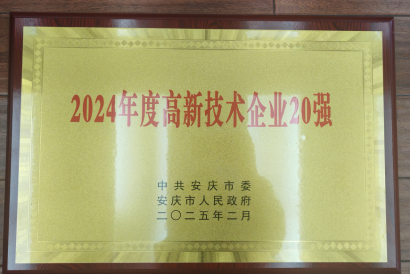 2024年度高新技术企业20强
中共安庆市委
安庆市人民政府
二〇二五年二月